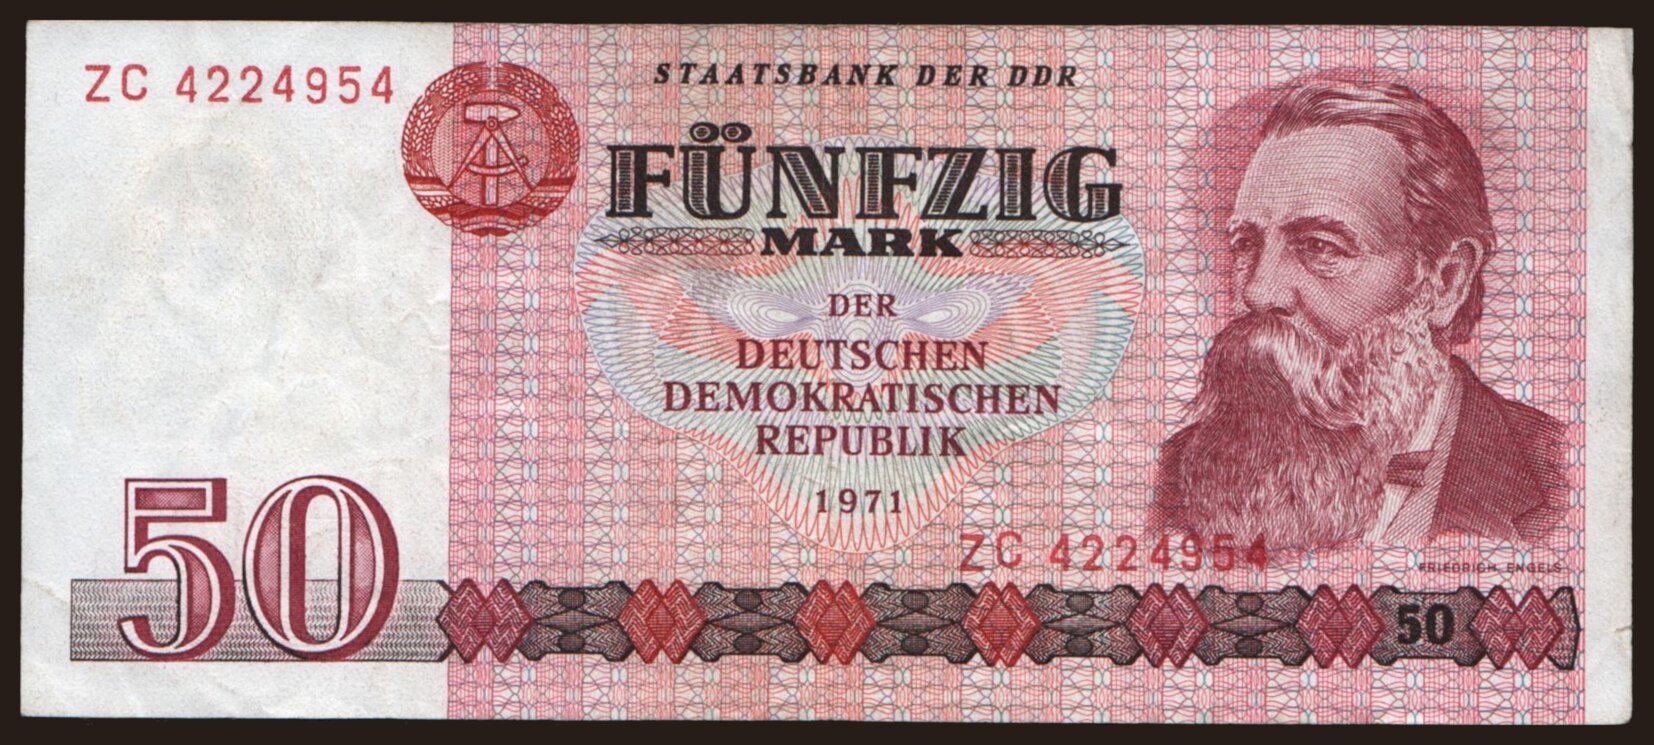 ZC 4224954
STAATSBANK DER DDR
FÜNFZIG
MARK
DER
DEUTSCHEN
DEMOKRATISCHEN
REPUBLIK
1971
ZC 4224954
FRIEDRICH ENGELS
50
50